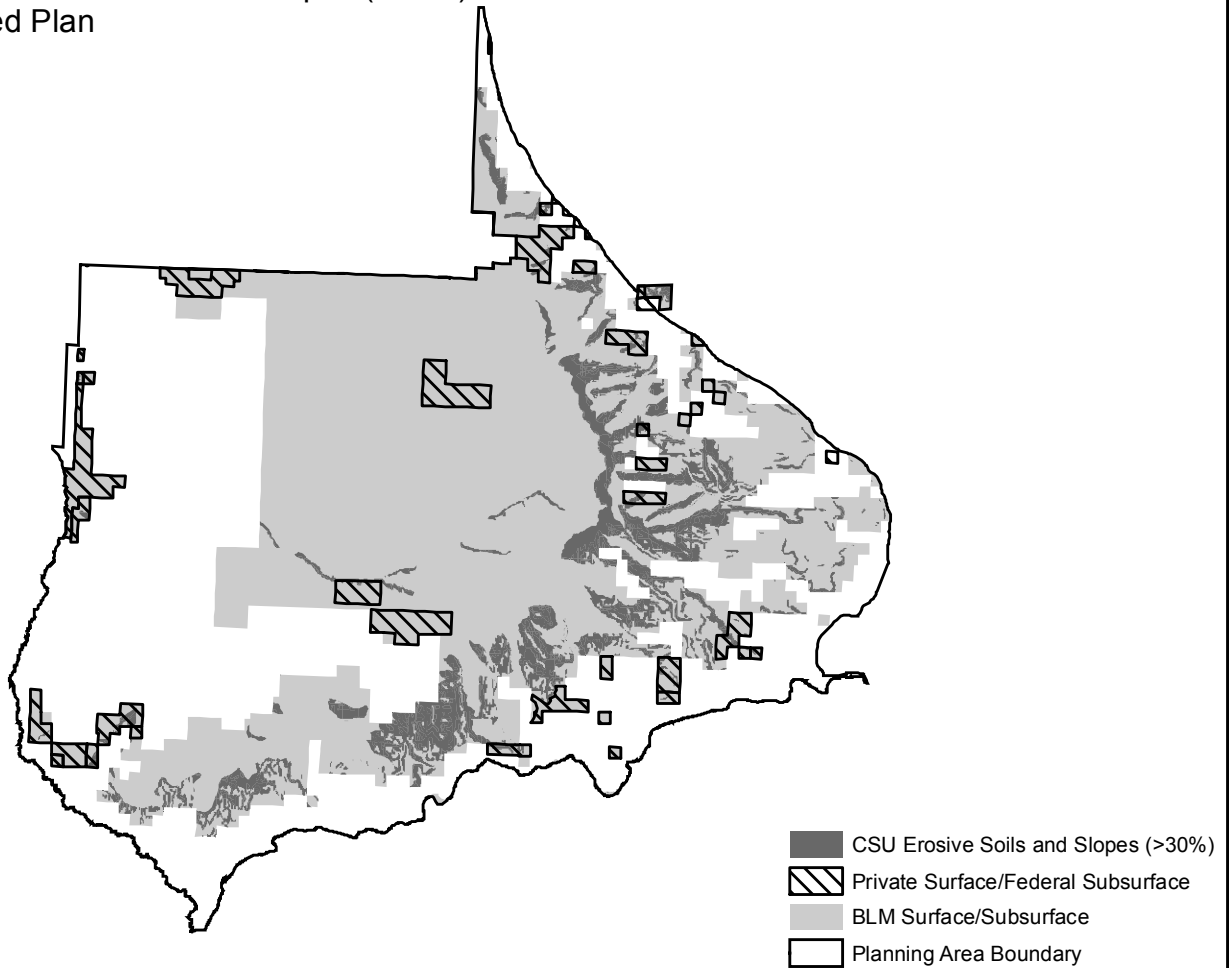 ed Plan
CSU Erosive Soils and Slopes (>30%)
Private Surface/Federal Subsurface
BLM Surface/Subsurface
Planning Area Boundary